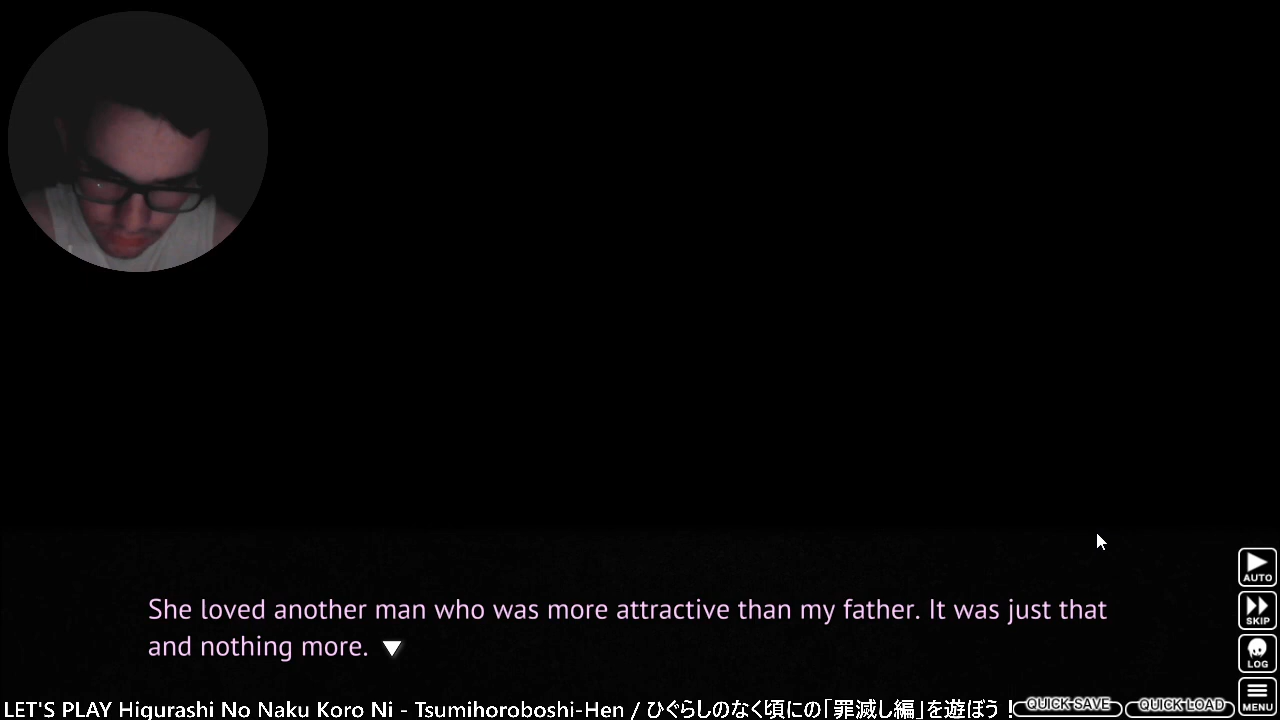 She loved another man who was more attractive than my father. It was just that
and nothing more.
AUTO
SKIP
LOG
MENU
QUICK SAVE
QUICK LOAD
LET'S PLAY Higurashi No Naku Koro Ni - Tsumihoroboshi-Hen / ひぐらしのなく頃にの「罪滅し編」を遊ぼう！